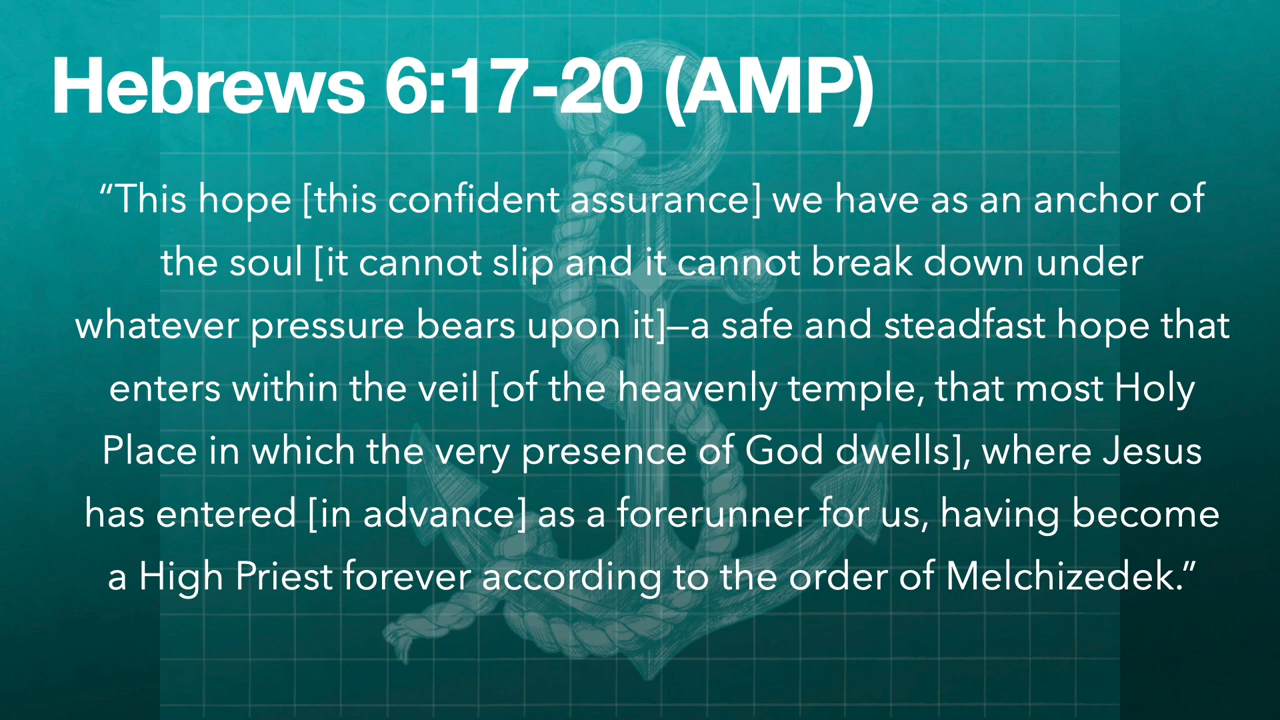 Hebrews 6:17-20 (AMP)
“This hope [this confident assurance] we have as an anchor of
the soul [it cannot slip and it cannot break down under
whatever pressure bears upon it]—a safe and steadfast hope that
enters within the veil [of the heavenly temple, that most Holy
Place in which the very presence of God dwells], where Jesus
has entered [in advance] as a forerunner for us, having become
a High Priest forever according to the order of Melchizedek.”